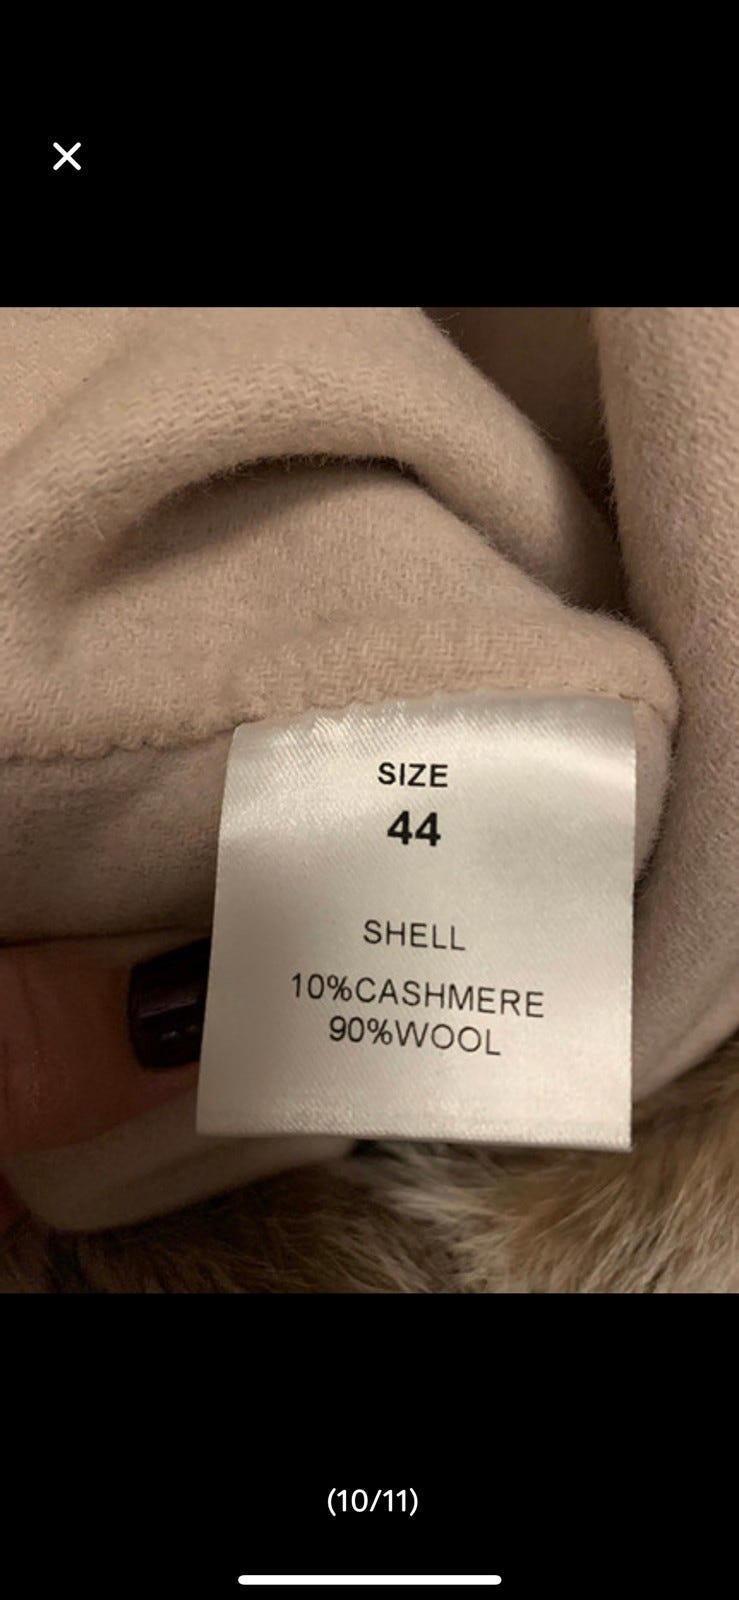 SIZE
44
SHELL
10%CASHMERE
90%WOOL
(10/11)